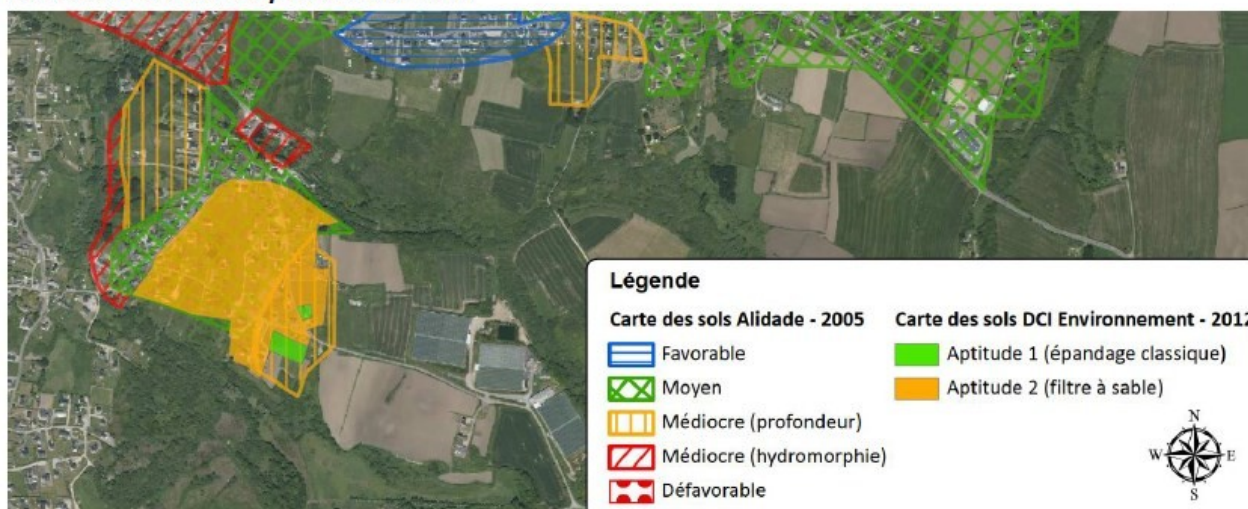 Légende
Carte des sols Alidade - 2005
Favorable
Moyen
Médiocre (profondeur)
Médiocre (hydromorphie)
Défavorable
Carte des sols DCI Environnement - 2012
Aptitude 1 (épandage classique)
Aptitude 2 (filtre à sable)
N
W E
S